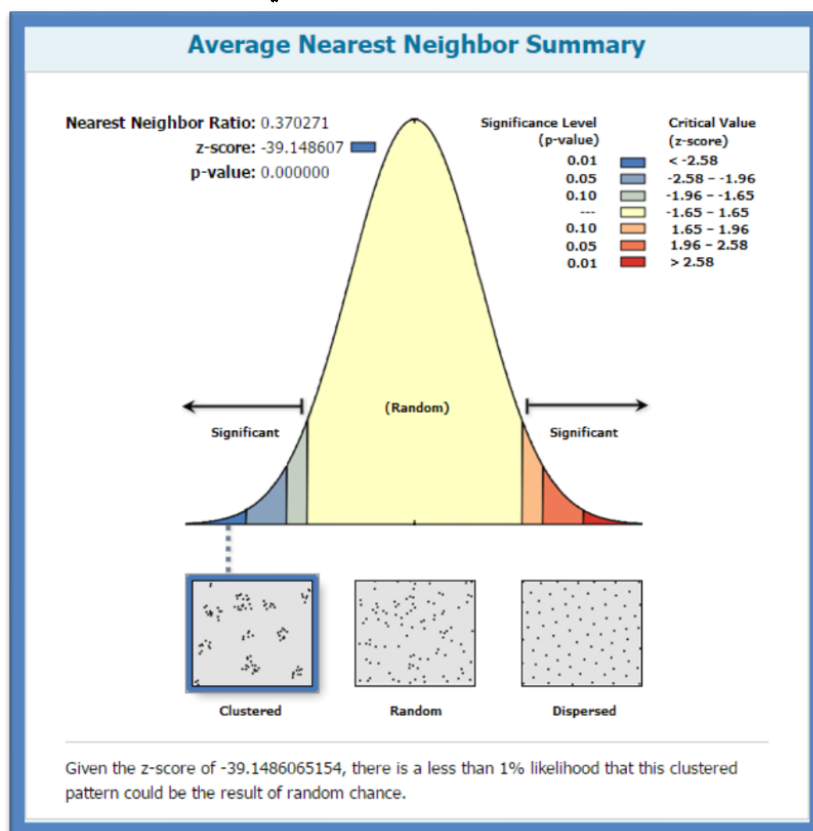 Average Nearest Neighbor Summary
Nearest Neighbor Ratio: 0.370271
z-score: -39.148607
p-value: 0.000000
Significance Level (p-value) Critical Value (z-score)
0.01 < -2.58
0.05 -2.58 – -1.96
0.10 -1.96 – -1.65
--- -1.65 – 1.65
0.10 1.65 – 1.96
0.05 1.96 – 2.58
0.01 > 2.58
(Random)
Significant Significant
Clustered Random Dispersed
Given the z-score of -39.1486065154, there is a less than 1% likelihood that this clustered
pattern could be the result of random chance.